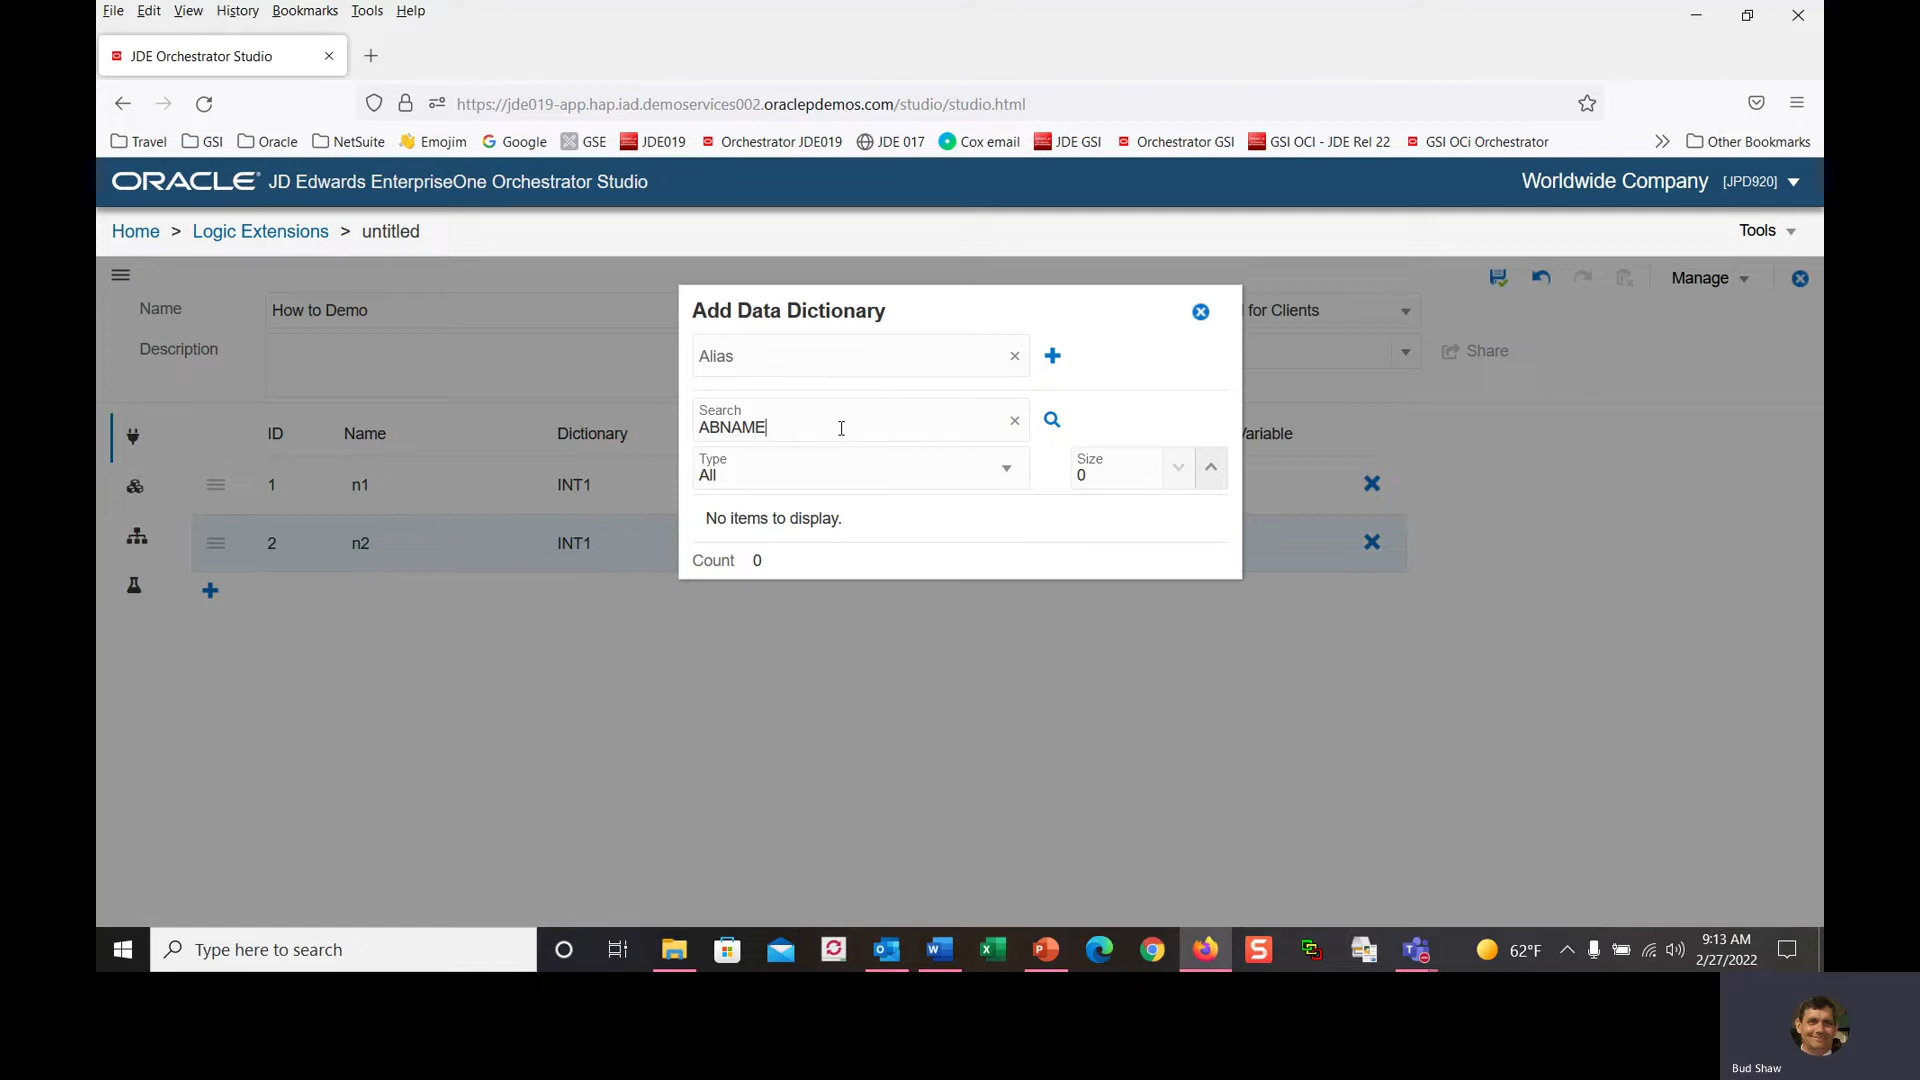 File Edit View History Bookmarks Tools Help
JDE Orchestrator Studio
https://jde019-app.hap.iad.demoservices002.oraclepdemos.com/studio/studio.html
Travel GSI Oracle NetSuite Emojim Google GSE JDE019 Orchestrator JDE019 JDE 017 Cox email JDE GSI Orchestrator GSI GSI OCI - JDE Rel 22 GSI OCi Orchestrator Other Bookmarks
ORACLE JD Edwards EnterpriseOne Orchestrator Studio Worldwide Company [JPD920]
Home > Logic Extensions > untitled Tools
Manage
Name How to Demo for Clients
Description Share
Add Data Dictionary
Alias
Search
ABNAME
Type
All
Size
0
No items to display.
Count 0
ID Name Dictionary Variable
1 n1 INT1
2 n2 INT1
Type here to search
62°F
9:13 AM
2/27/2022
Bud Shaw